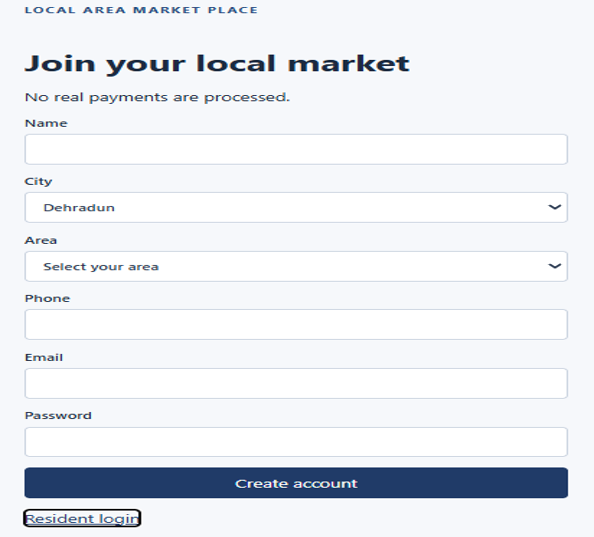 LOCAL AREA MARKET PLACE
Join your local market
No real payments are processed.
Name
City
Dehradun
Area
Select your area
Phone
Email
Password
Create account
Resident login